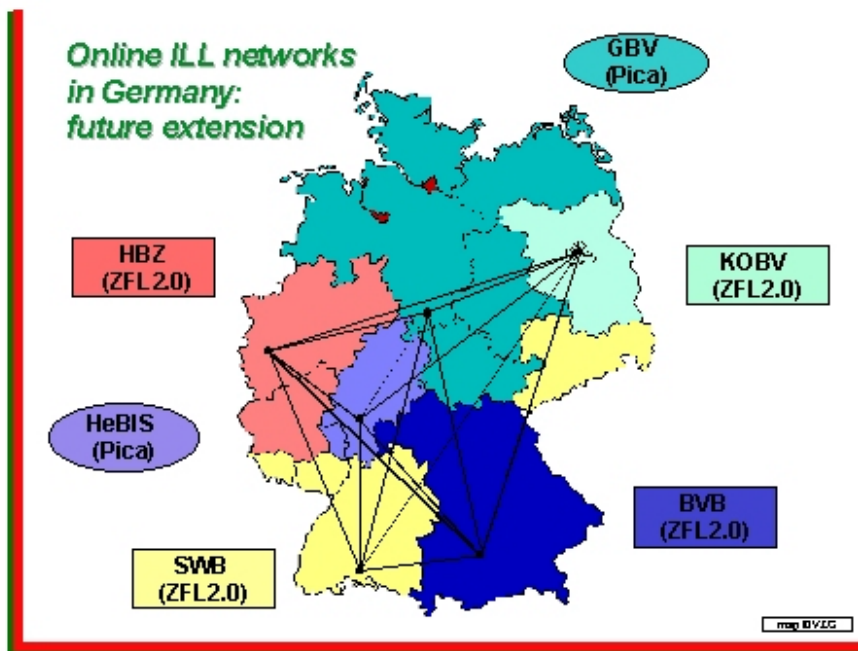 Online ILL networks
in Germany:
future extension
GBV
(Pica)
HBZ
(ZFL2.0)
KOBV
(ZFL2.0)
HeBIS
(Pica)
BVB
(ZFL2.0)
SWB
(ZFL2.0)
map